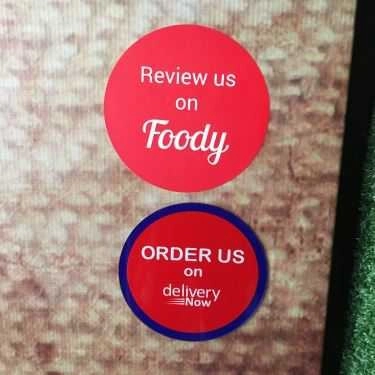 Review us
on
Foody
ORDER US
on
delivery
Now